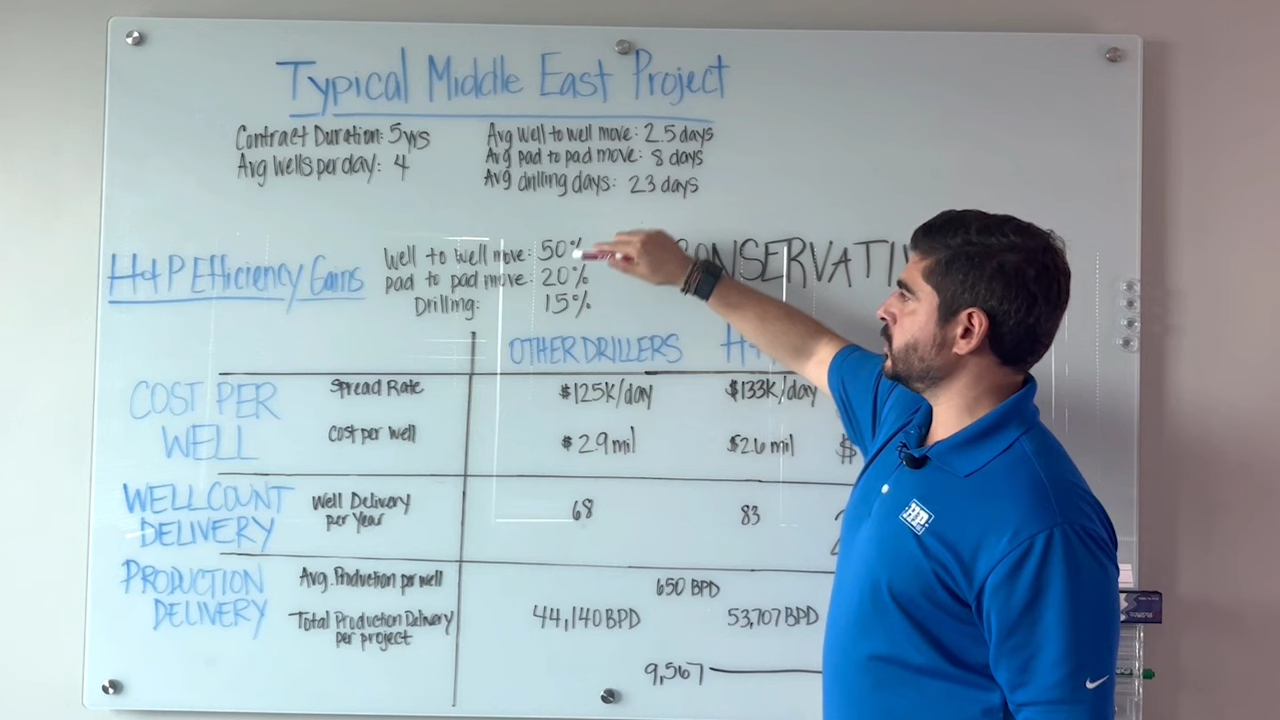 Typical Middle East Project
Contract Duration: 5yrs
Avg Wells per day: 4
Avg Well to well move: 2.5 days
Avg pad to pad move: 8 days
Avg drilling days: 23 days
H&P Efficiency Gains
Well to well move: 50%
pad to pad move: 20%
Drilling: 15%
CONSERVATIV
OTHER DRILLERS
COST PER WELL
Spread Rate $125K/day $133K/day
Cost per well $2.9 mil $2.6 mil $
WELL COUNT DELIVERY
Well Delivery per Year 68 83
PRODUCTION DELIVERY
Avg. Production per well 650 BPD
Total Production Delivery per project 44,140 BPD 53,707 BPD
9,567
HP